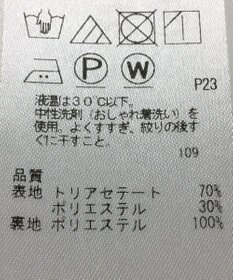 P W
P23
液温は30℃以下。
中性洗剤(おしゃれ着洗い)を
使用、よくすすぎ、絞りの後す
ぐに干すこと。
109
品質
表地 トリアセテート 70%
ポリエステル 30%
裏地 ポリエステル 100%